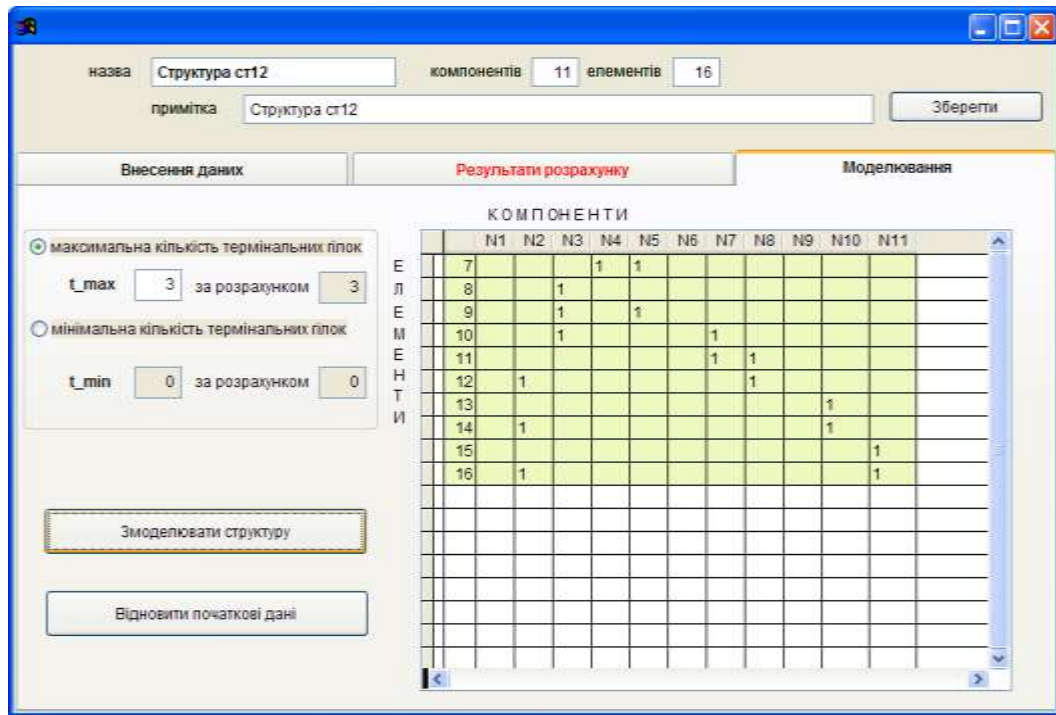 назва Структура ст12 компонентів 11 елементів 16
примітка Структура ст12 Зберегти
Внесення даних Результати розрахунку Моделювання
КОМПОНЕНТИ
максимальна кількість термінальних гілок
t_max 3 за розрахунком 3
мінімальна кількість термінальних гілок
t_min 0 за розрахунком 0
Змоделювати структуру
Відновити початкові дані
ЕЛЕМЕНТИ
N1 N2 N3 N4 N5 N6 N7 N8 N9 N10 N11
7 1 1
8 1
9 1 1
10 1 1
11 1 1
12 1 1
13 1
14 1 1
15 1
16 1 1